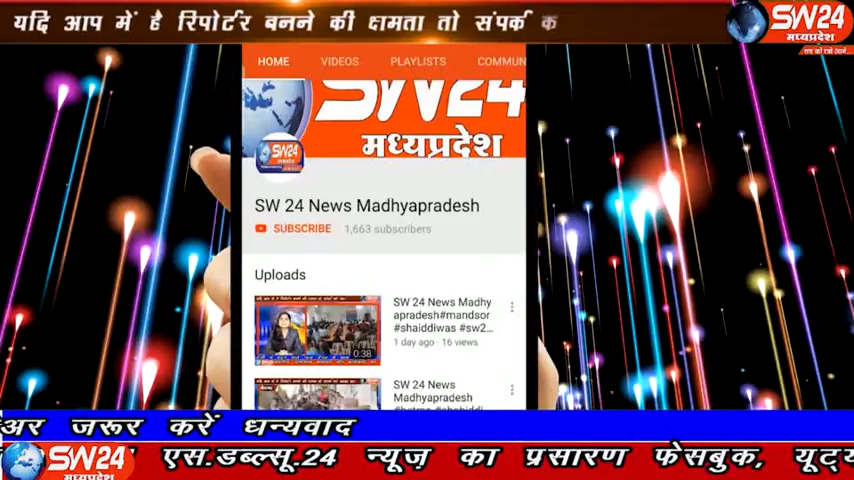 यदि आप में है रिपोर्टर बनने की क्षमता तो संपर्क क
SW24
मध्यप्रदेश
HOME VIDEOS PLAYLISTS COMMUN
SW24
मध्यप्रदेश
SW24
SW 24 News Madhyapradesh
SUBSCRIBE 1,663 subscribers
Uploads
SW 24 News Madhy
apradesh#mandsor
#shaiddiwas #sw2...
1 day ago · 16 views
0:38
SW 24 News
Madhyapradesh
अर जरूर करें धन्यवाद
SW24
मध्यप्रदेश
एस.डब्ल्सू.24 न्यूज़ का प्रसारण फेसबुक, यूट्य